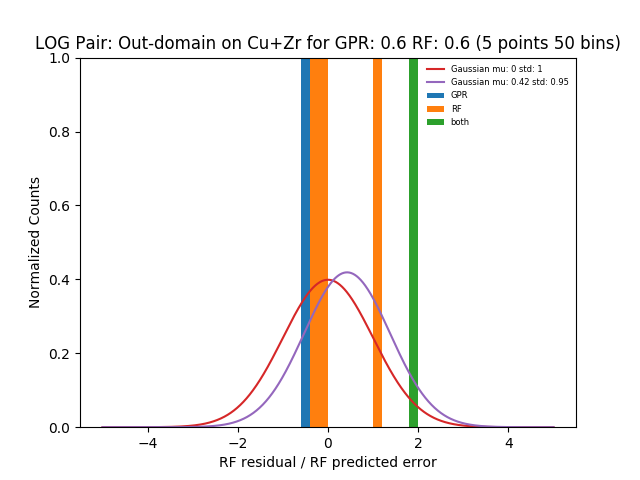 LOG Pair: Out-domain on Cu+Zr for GPR: 0.6 RF: 0.6 (5 points 50 bins)
1.0
0.8
0.6
0.4
0.2
0.0
Normalized Counts
Gaussian mu: 0 std: 1
Gaussian mu: 0.42 std: 0.95
GPR
RF
both
−4 −2 0 2 4
RF residual / RF predicted error